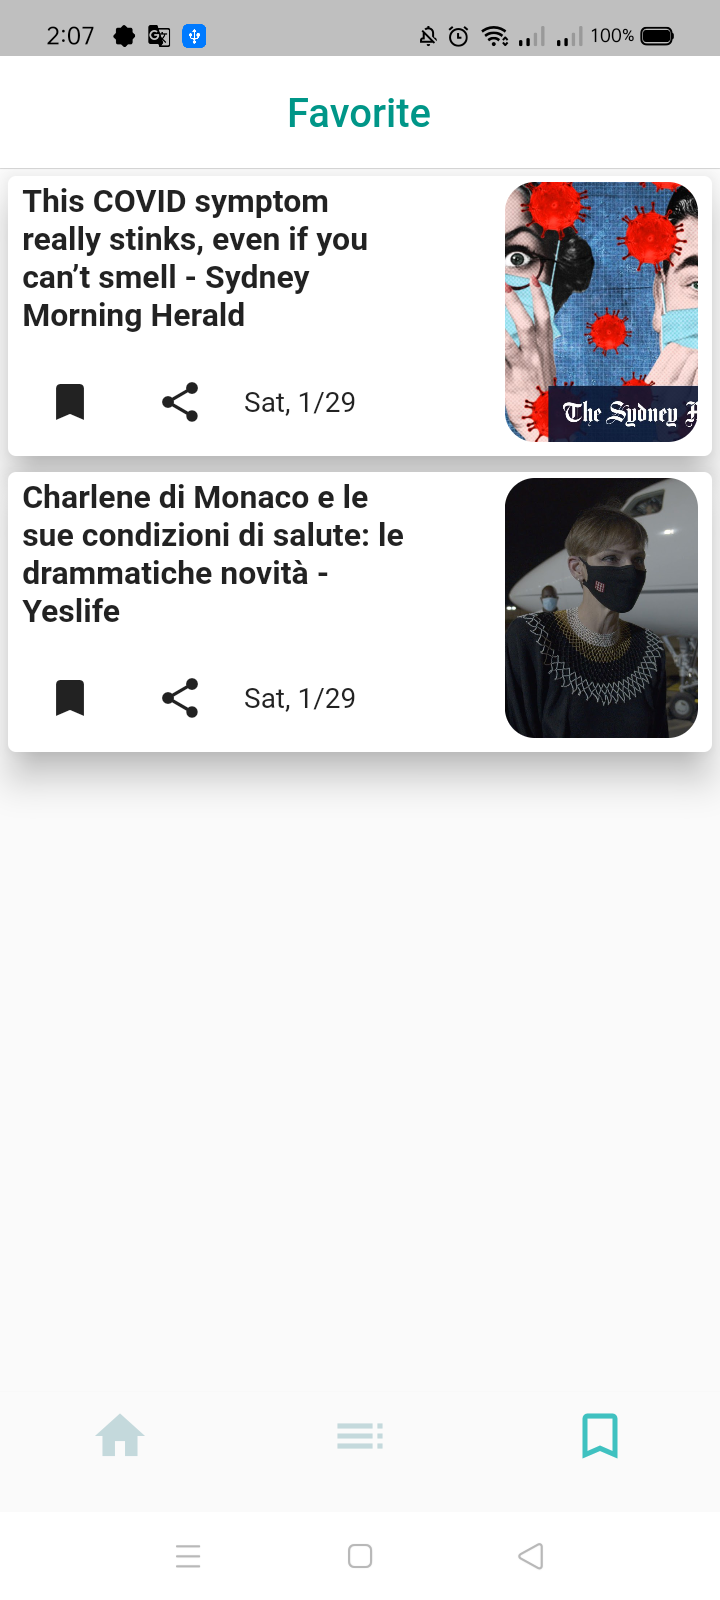 2:07
100%
Favorite
This COVID symptom
really stinks, even if you
can’t smell - Sydney
Morning Herald
Sat, 1/29
The Sydney
Charlene di Monaco e le
sue condizioni di salute: le
drammatiche novità -
Yeslife
Sat, 1/29